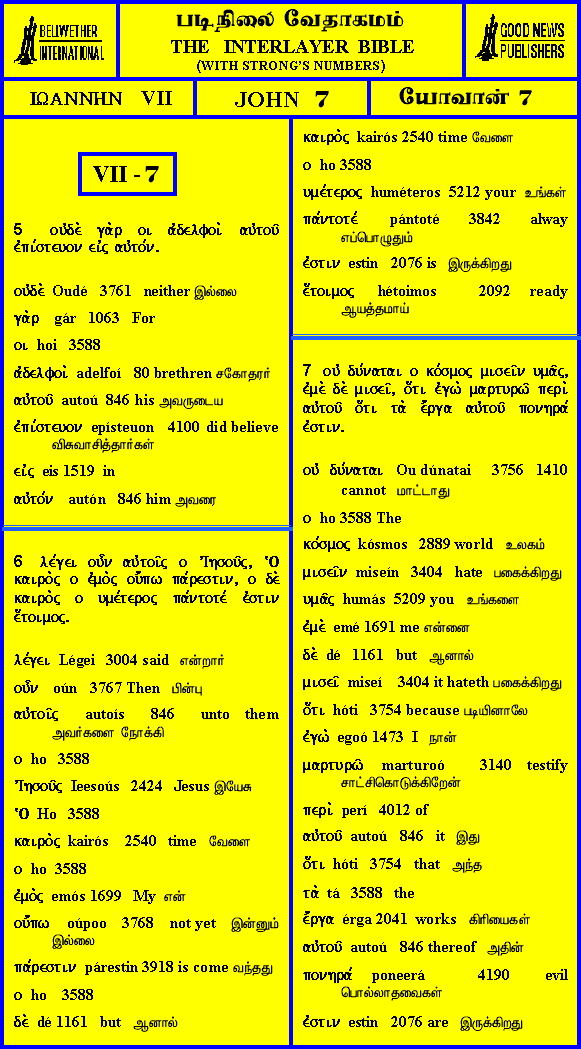 BELIWETHER
INTERNATIONAL
படிநிலை வேதாகமம்
THE INTERLAYER BIBLE
(WITH STRONG'S NUMBERS)
GOOD NEWS
PUBLISHERS
ΙΩΑΝΝΗΝ VII
JOHN 7
யோவான் 7
VII - 7
5 οὐδὲ γὰρ οι ἀδελφοὶ αὐτοῦ
ἐπίστευον εἰς αὐτόν.
οὐδὲ Oudé 3761 neither இல்லை
γὰρ gár 1063 For
οι hoi 3588
ἀδελφοὶ adelfoí 80 brethren சகோதரர்
αὐτοῦ autoú 846 his அவருடைய
ἐπίστευον epísteuon 4100 did believe
விசுவாசித்தார்கள்
εἰς eis 1519 in
αὐτόν autón 846 him அவரை
6 λέγει οὖν αὐτοῖς ο Ἰησοῦς, Ὁ
καιρὸς ο ἐμὸς οὔπω πάρεστιν, ο δὲ
καιρὸς ο υμέτερος πάντοτέ ἐστιν
ἕτοιμος.
λέγει Légei 3004 said என்றார்
οὖν oún 3767 Then பின்பு
αὐτοῖς autoís 846 unto them
அவர்களை நோக்கி
ο ho 3588
Ἰησοῦς Ieesoús 2424 Jesus இயேசு
Ὁ Ho 3588
καιρὸς kairós 2540 time வேளை
ο ho 3588
ἐμὸς emós 1699 My என்
οὔπω oúpoo 3768 not yet இன்னும்
இல்லை
πάρεστιν párestin 3918 is come வந்தது
ο ho 3588
δὲ dé 1161 but ஆனால்
καιρὸς kairós 2540 time வேளை
ο ho 3588
υμέτερος huméteros 5212 your உங்கள்
πάντοτέ pántoté 3842 alway
எப்பொழுதும்
ἐστιν estin 2076 is இருக்கிறது
ἕτοιμος hétoimos 2092 ready
ஆயத்தமாய்
7 οὐ δύναται ο κόσμος μισεῖν υμᾶς,
ἐμὲ δὲ μισεῖ, ὅτι ἐγὼ μαρτυρῶ περὶ
αὐτοῦ ὅτι τὰ ἔργα αὐτοῦ πονηρά
ἐστιν.
οὐ δύναται Ou dúnatai 3756 1410
cannot மாட்டாது
ο ho 3588 The
κόσμος kósmos 2889 world உலகம்
μισεῖν miseín 3404 hate பகைக்கிறது
υμᾶς humás 5209 you உங்களை
ἐμὲ emé 1691 me என்னை
δὲ dé 1161 but ஆனால்
μισεῖ miseí 3404 it hateth பகைக்கிறது
ὅτι hóti 3754 because படியினாலே
ἐγὼ egoó 1473 I நான்
μαρτυρῶ marturoó 3140 testify
சாட்சிகொடுக்கிறேன்
περὶ perí 4012 of
αὐτοῦ autoú 846 it இது
ὅτι hóti 3754 that அந்த
τὰ tá 3588 the
ἔργα érga 2041 works கிரியைகள்
αὐτοῦ autoú 846 thereof அதின்
πονηρά poneerá 4190 evil
பொல்லாதவைகள்
ἐστιν estin 2076 are இருக்கிறது